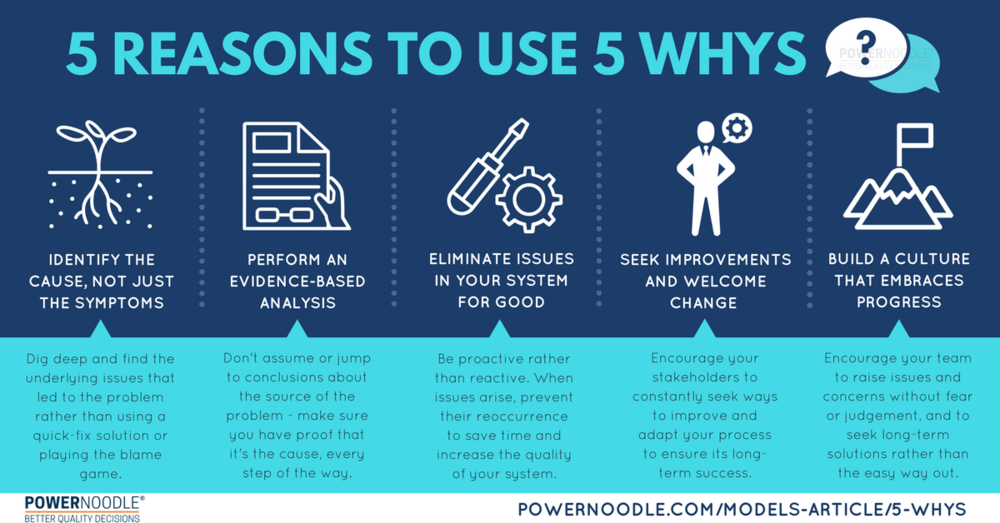 5 REASONS TO USE 5 WHYS
?
POWERNOODLE®
IDENTIFY THE
CAUSE, NOT JUST
THE SYMPTOMS
Dig deep and find the
underlying issues that
led to the problem
rather than using a
quick-fix solution or
playing the blame
game.
PERFORM AN
EVIDENCE-BASED
ANALYSIS
Don't assume or jump
to conclusions about
the source of the
problem - make sure
you have proof that
it's the cause, every
step of the way.
ELIMINATE ISSUES
IN YOUR SYSTEM
FOR GOOD
Be proactive rather
than reactive. When
issues arise, prevent
their reoccurrence
to save time and
increase the quality
of your system.
SEEK IMPROVEMENTS
AND WELCOME
CHANGE
Encourage your
stakeholders to
constantly seek ways
to improve and
adapt your process
to ensure its long-
term success.
BUILD A CULTURE
THAT EMBRACES
PROGRESS
Encourage your team
to raise issues and
concerns without fear
or judgement, and to
seek long-term
solutions rather than
the easy way out.
POWERNOODLE®
BETTER QUALITY DECISIONS
POWERNOODLE.COM/MODELS-ARTICLE/5-WHYS